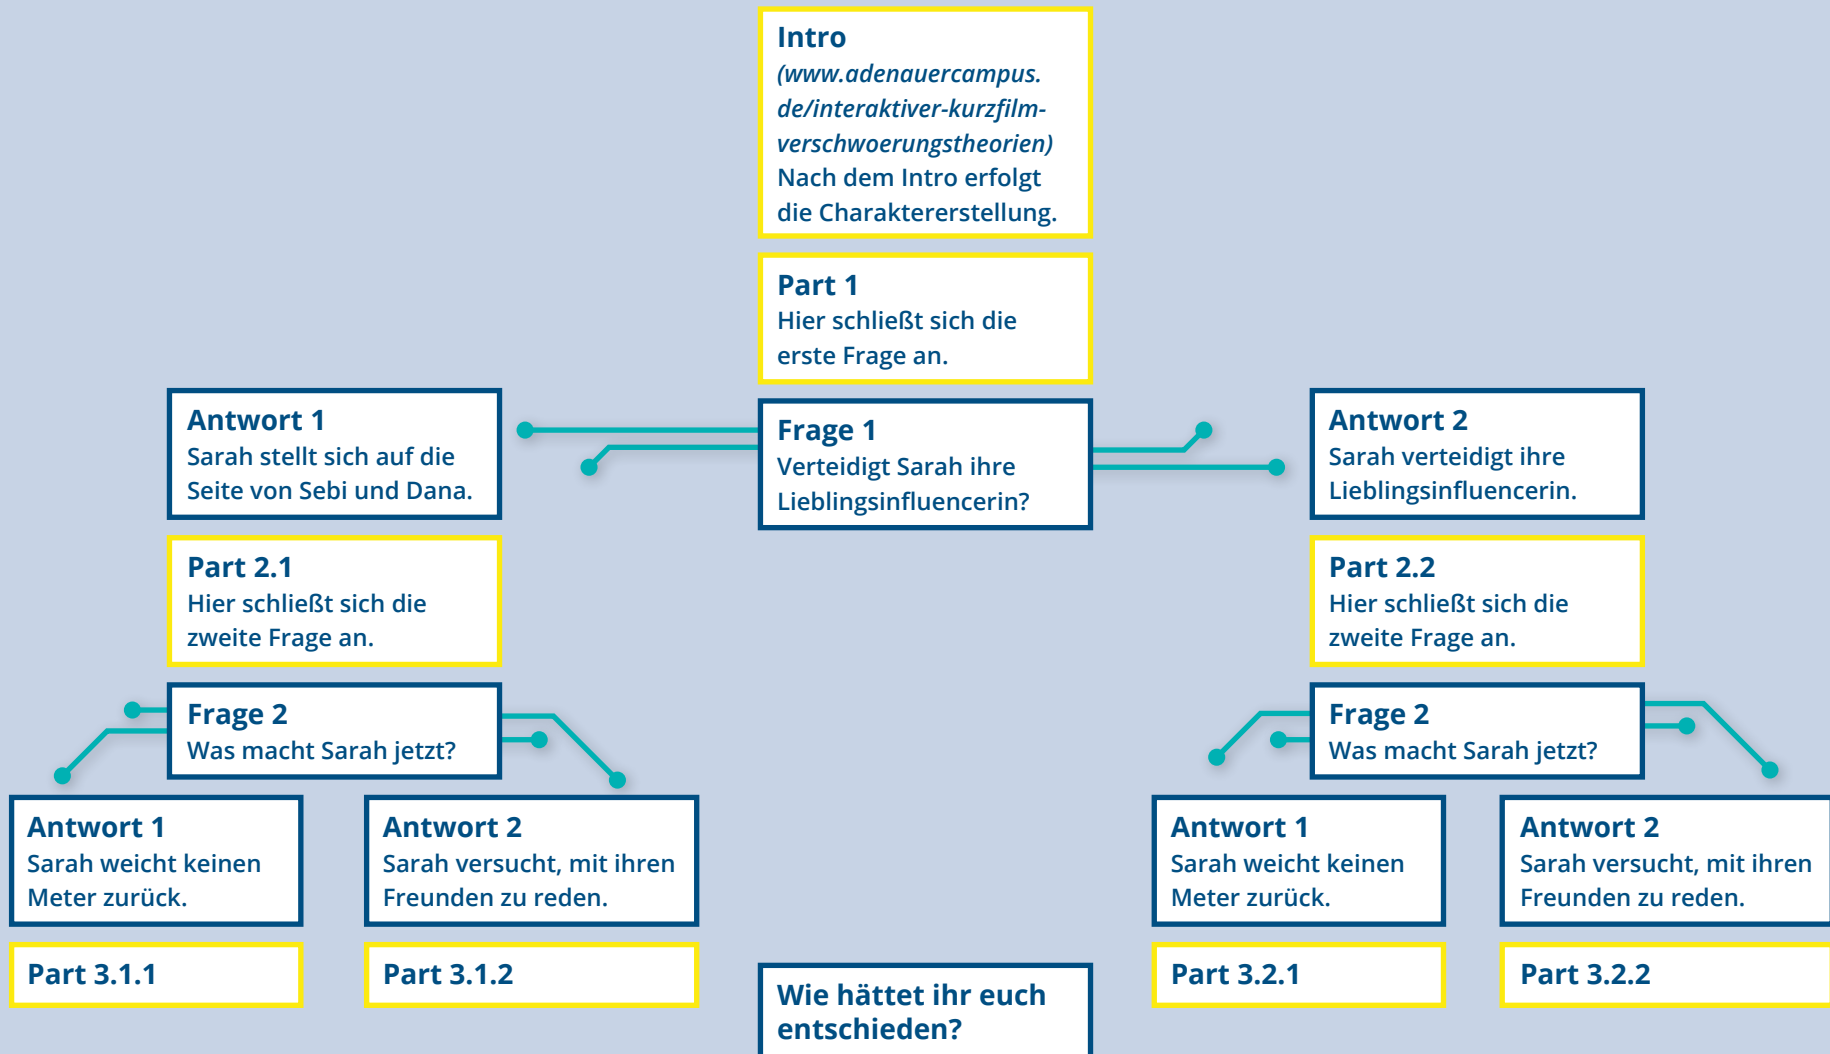 Intro
(www.adenauercampus.
de/interaktiver-kurzfilm-
verschwoerungstheorien)
Nach dem Intro erfolgt
die Charaktererstellung.
Part 1
Hier schließt sich die
erste Frage an.
Frage 1
Verteidigt Sarah ihre
Lieblingsinfluencerin?
Antwort 1
Sarah stellt sich auf die
Seite von Sebi und Dana.
Antwort 2
Sarah verteidigt ihre
Lieblingsinfluencerin.
Part 2.1
Hier schließt sich die
zweite Frage an.
Part 2.2
Hier schließt sich die
zweite Frage an.
Frage 2
Was macht Sarah jetzt?
Frage 2
Was macht Sarah jetzt?
Antwort 1
Sarah weicht keinen
Meter zurück.
Antwort 2
Sarah versucht, mit ihren
Freunden zu reden.
Antwort 1
Sarah weicht keinen
Meter zurück.
Antwort 2
Sarah versucht, mit ihren
Freunden zu reden.
Part 3.1.1
Part 3.1.2
Part 3.2.1
Part 3.2.2
Wie hättet ihr euch
entschieden?